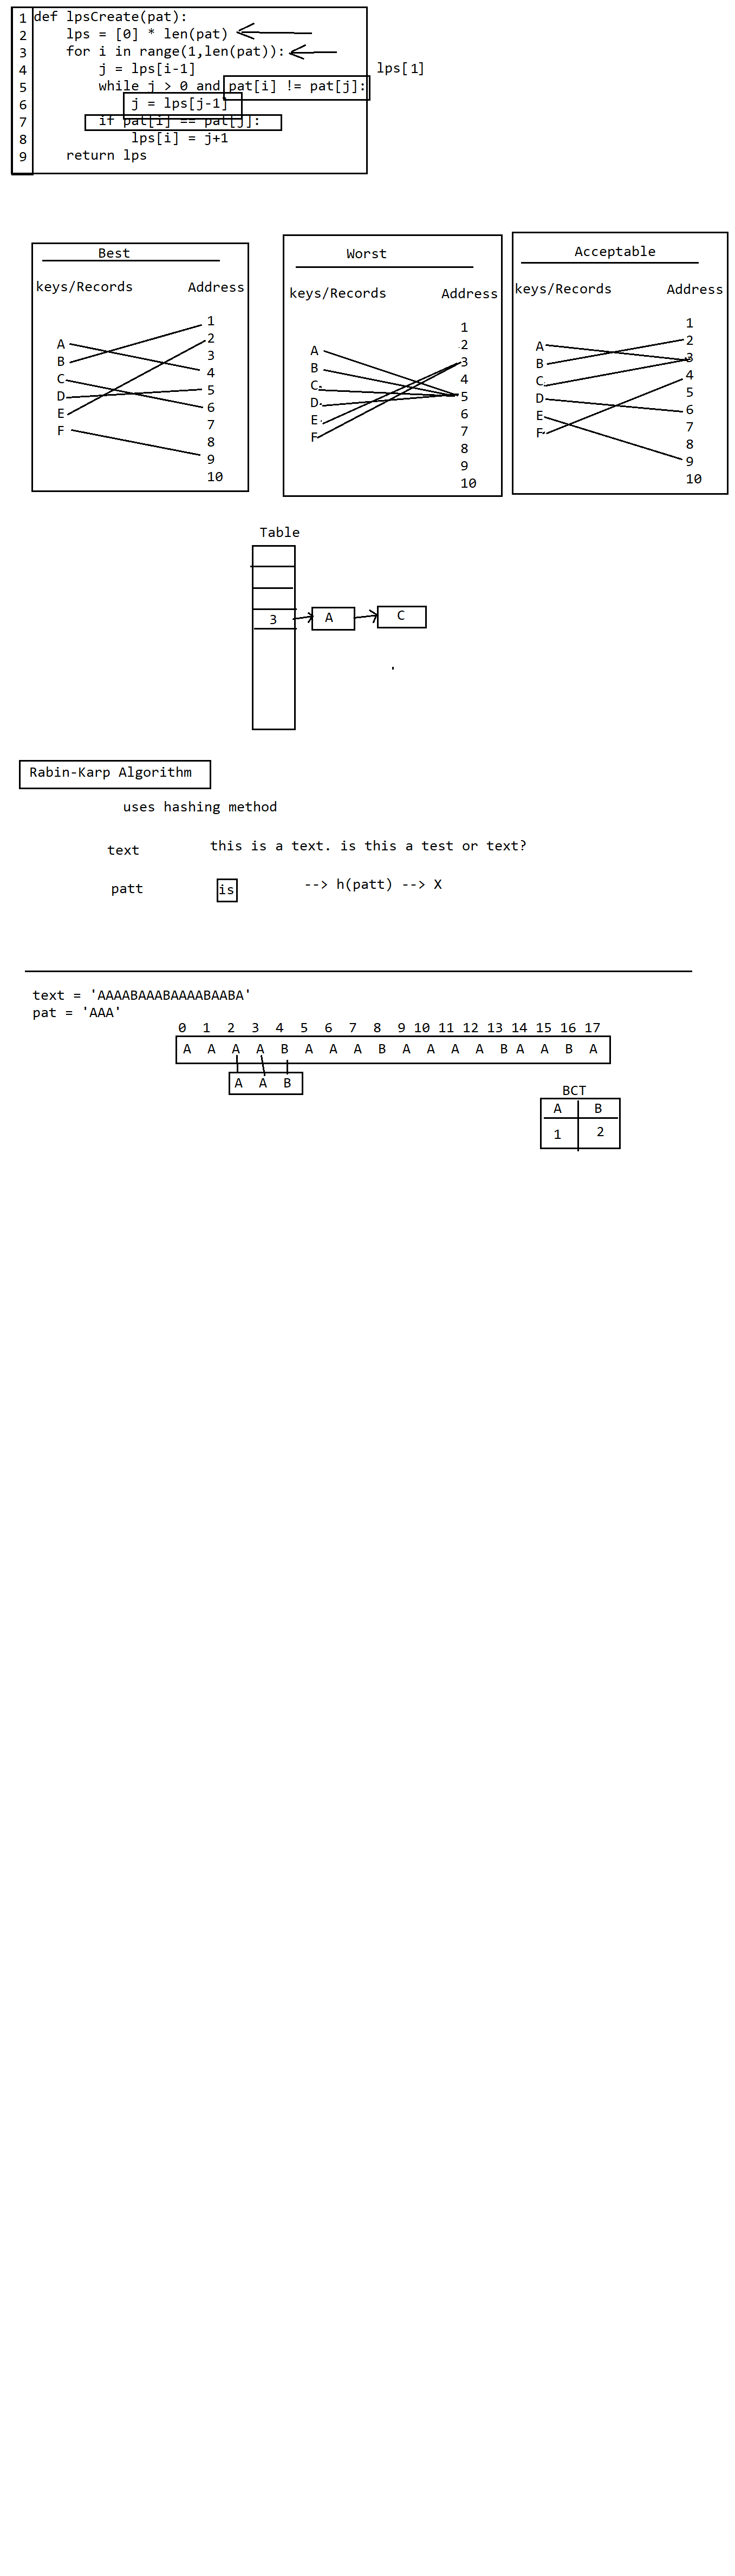 1 def lpsCreate(pat):
2     lps = [0] * len(pat)
3     for i in range(1,len(pat)):
4         j = lps[i-1]
lps[1]
5         while j > 0 and pat[i] != pat[j]:
6             j = lps[j-1]
7         if pat[i] == pat[j]:
8             lps[i] = j+1
9     return lps
Best
keys/Records Address
A
B
C
D
E
F
1
2
3
4
5
6
7
8
9
10
Worst
keys/Records Address
A
B
C
D
E
F
1
2
3
4
5
6
7
8
9
10
Acceptable
keys/Records Address
A
B
C
D
E
F
1
2
3
4
5
6
7
8
9
10
Table
3 A C
Rabin-Karp Algorithm
uses hashing method
text this is a text. is this a test or text?
patt is --> h(patt) --> X
text = 'AAAABAAABAAAABAABA'
pat = 'AAA'
0 1 2 3 4 5 6 7 8 9 10 11 12 13 14 15 16 17
A A A A B A A A B A A A A B A A B A
A A B
BCT
A B
1 2